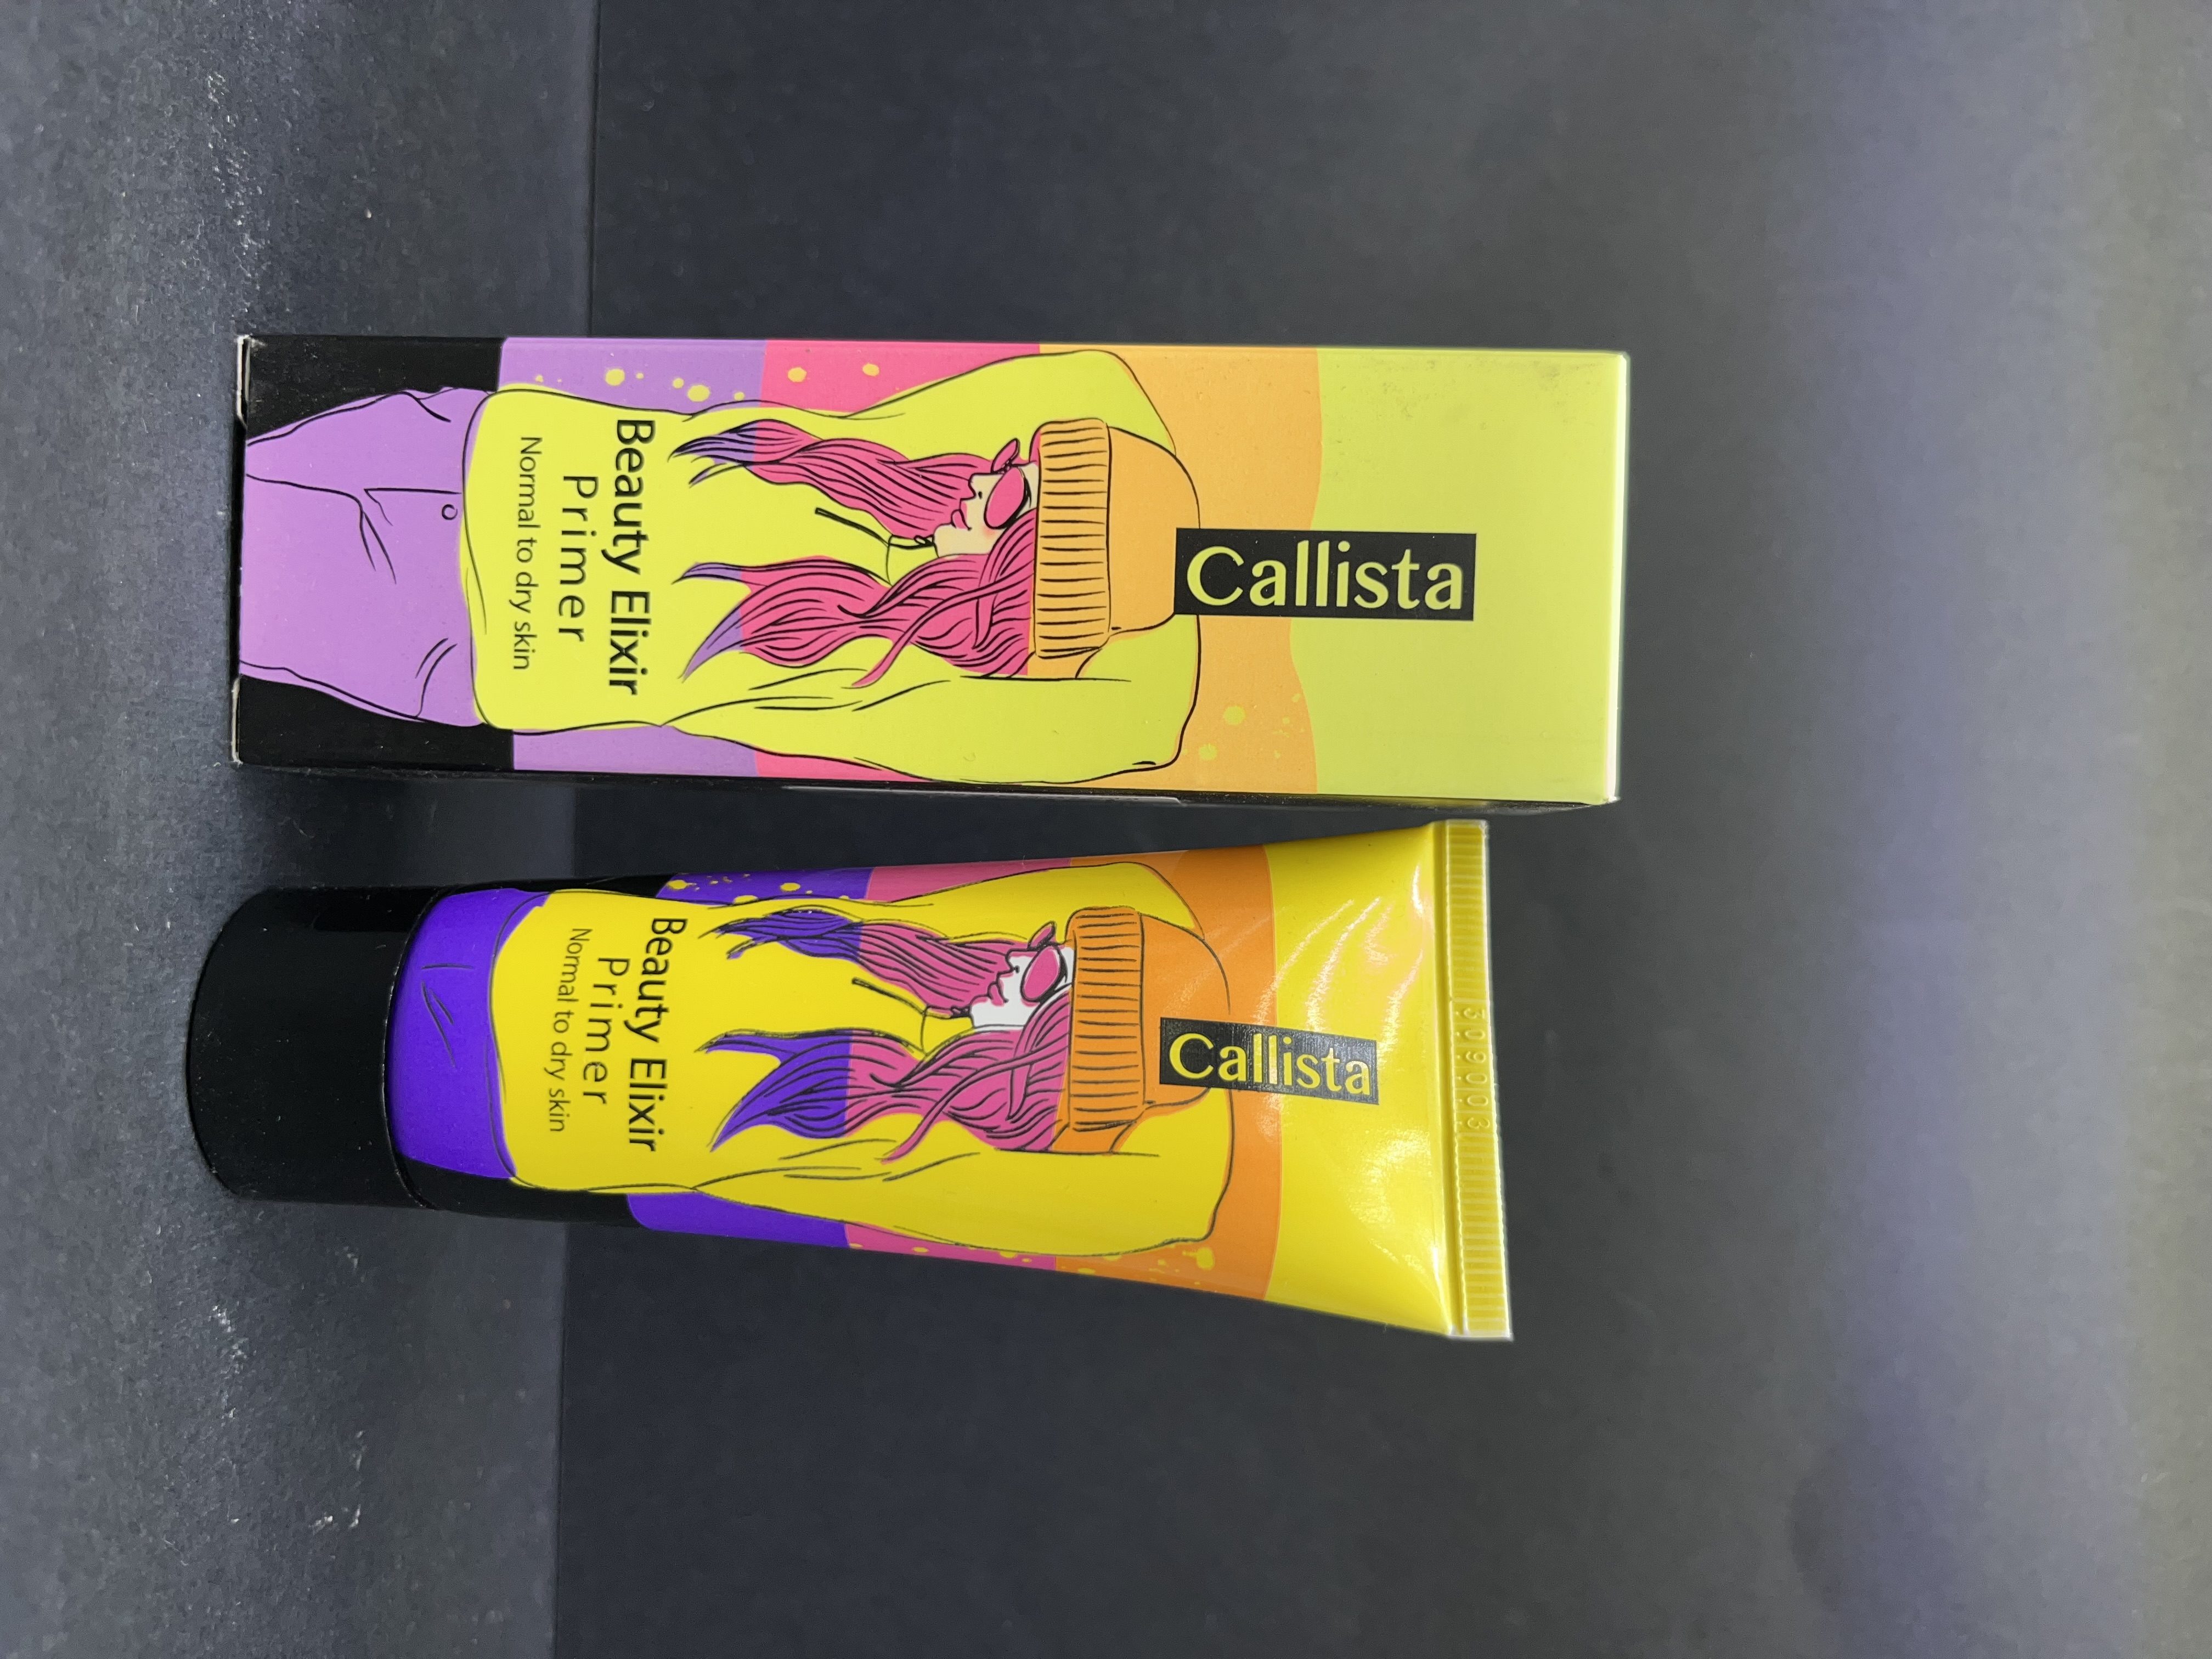 Callista
Beauty Elixir
Primer
Normal to dry skin
Callista
Beauty Elixir
Primer
Normal to dry skin